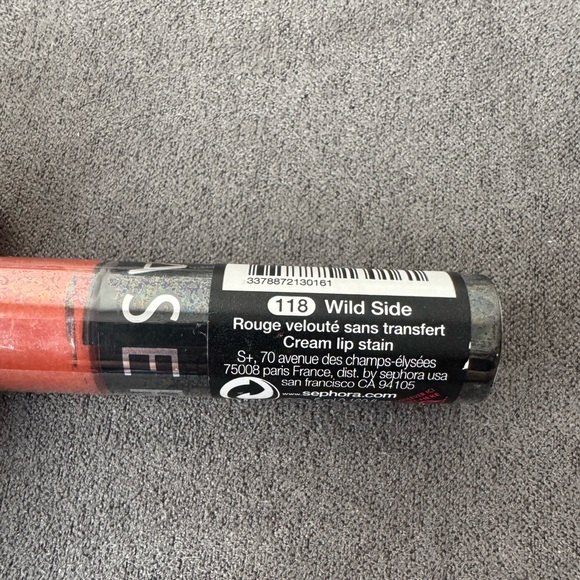 A S E
3378872130161
118 Wild Side
Rouge velouté sans transfert
Cream lip stain
S+, 70 avenue des champs-élysées
75008 paris France, dist. by sephora usa
san francisco CA 94105
www.sephora.com